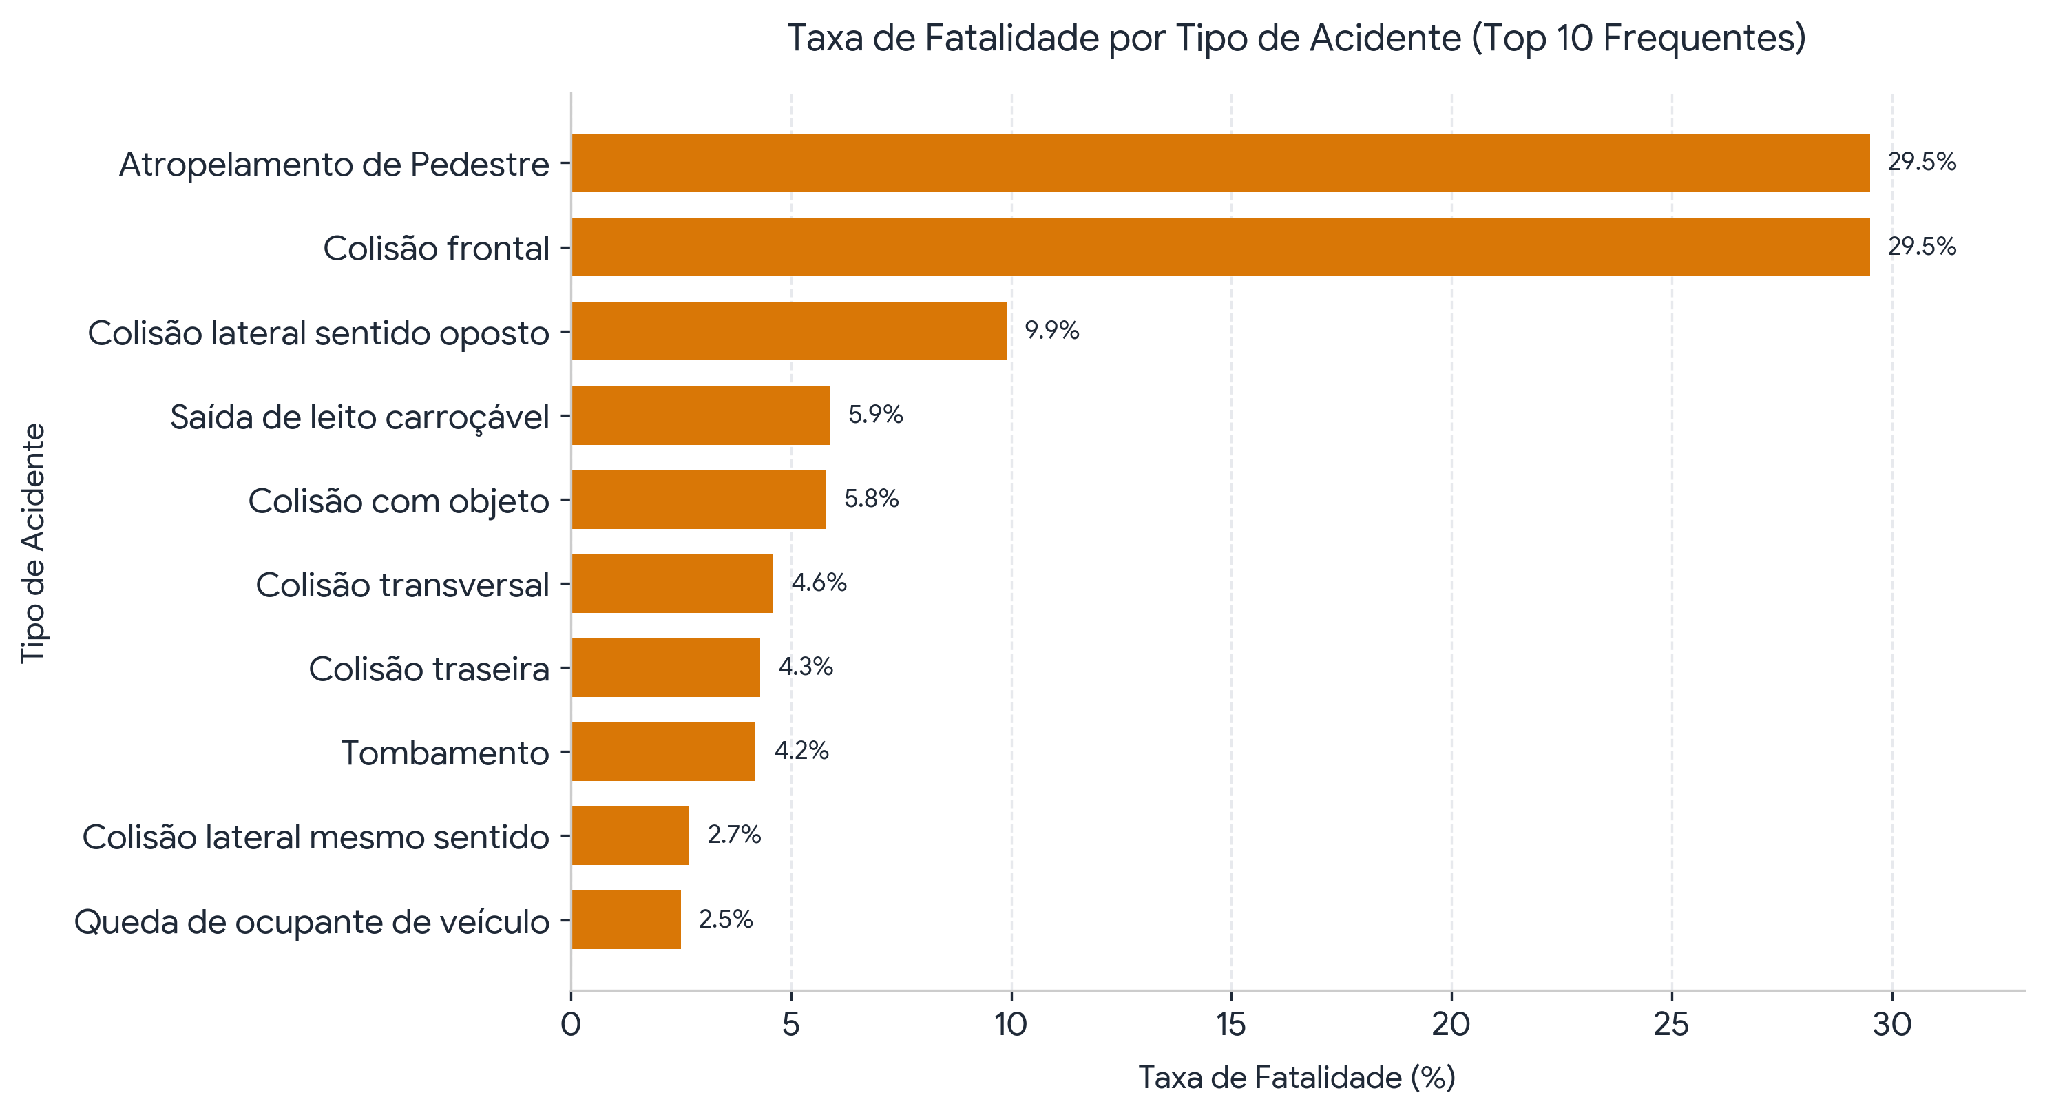 Taxa de Fatalidade por Tipo de Acidente (Top 10 Frequentes)
Tipo de Acidente
Atropelamento de Pedestre 29.5%
Colisão frontal 29.5%
Colisão lateral sentido oposto 9.9%
Saída de leito carroçável 5.9%
Colisão com objeto 5.8%
Colisão transversal 4.6%
Colisão traseira 4.3%
Tombamento 4.2%
Colisão lateral mesmo sentido 2.7%
Queda de ocupante de veículo 2.5%
0 5 10 15 20 25 30
Taxa de Fatalidade (%)